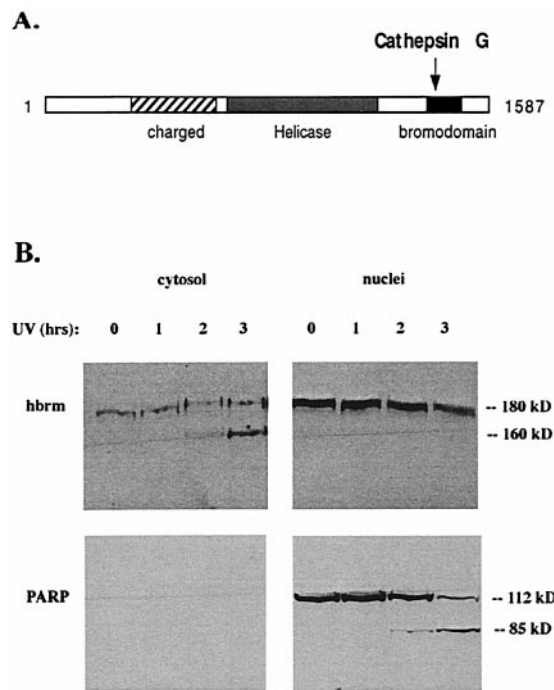 A.
Cathepsin G
1 1587
charged Helicase bromodomain
B.
cytosol nuclei
UV (hrs): 0 1 2 3 0 1 2 3
hbrm -- 180 kD
-- 160 kD
PARP -- 112 kD
-- 85 kD